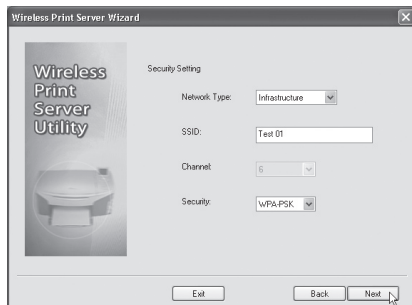 Wireless Print Server Wizard
Wireless
Print
Server
Utility
Security Setting
Network Type: Infrastructure
SSID: Test 01
Channel: 6
Security: WPA-PSK
Exit Back Next